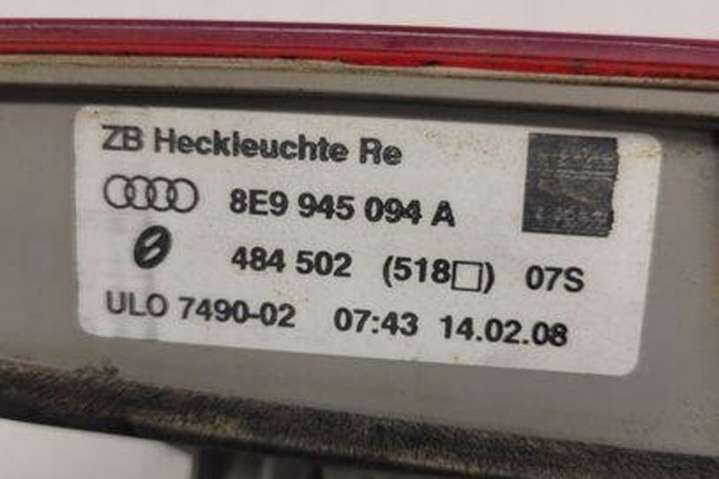 ZB Heckleuchte Re
8E9 945 094 A
484 502 (518□) 07S
ULO 7490-02 07:43 14.02.08